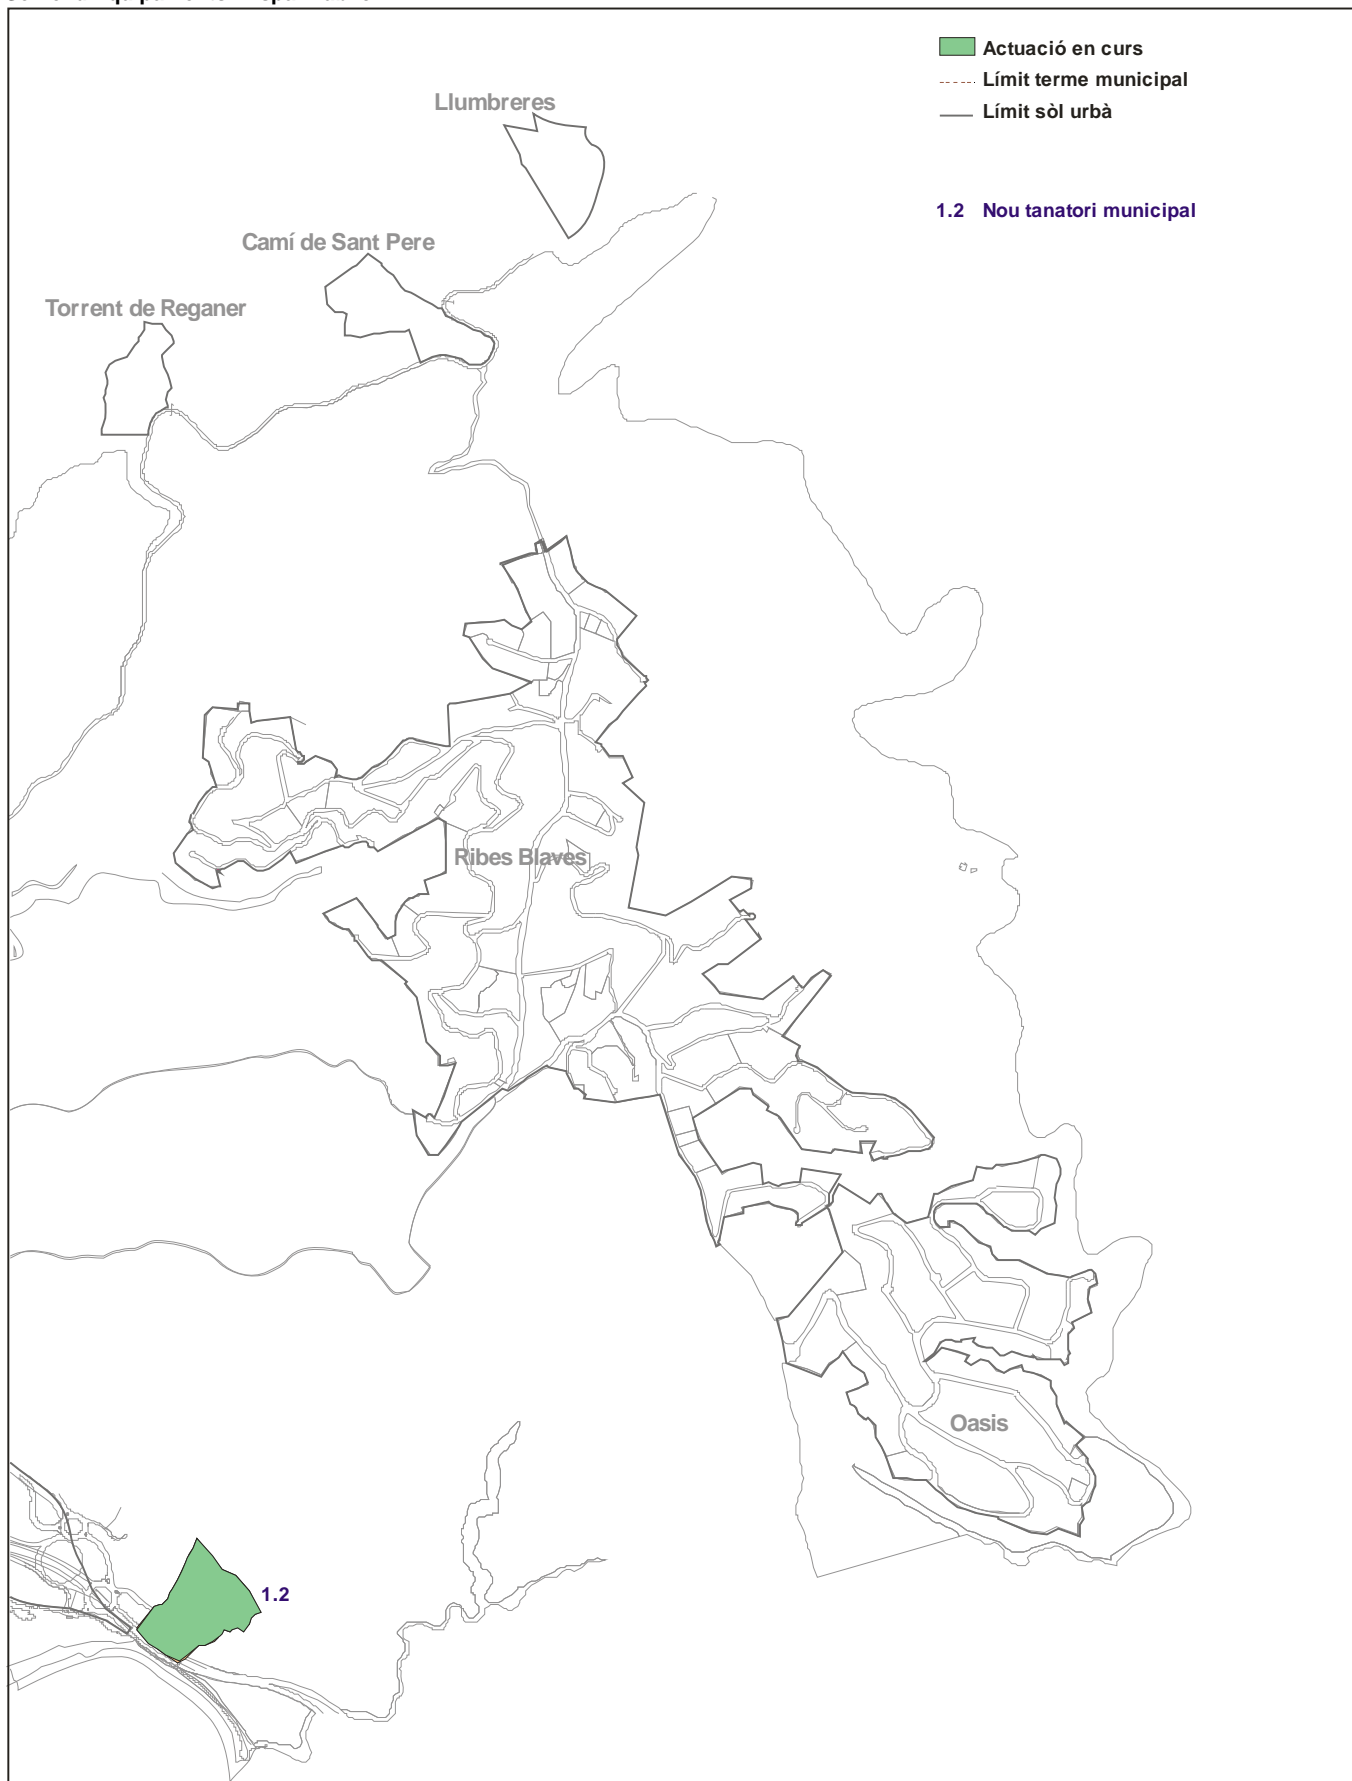 Actuació en curs
Límit terme municipal
Límit sòl urbà
Llumbreres
1.2 Nou tanatori municipal
Camí de Sant Pere
Torrent de Reganer
Ribes Blaves
Oasis
1.2